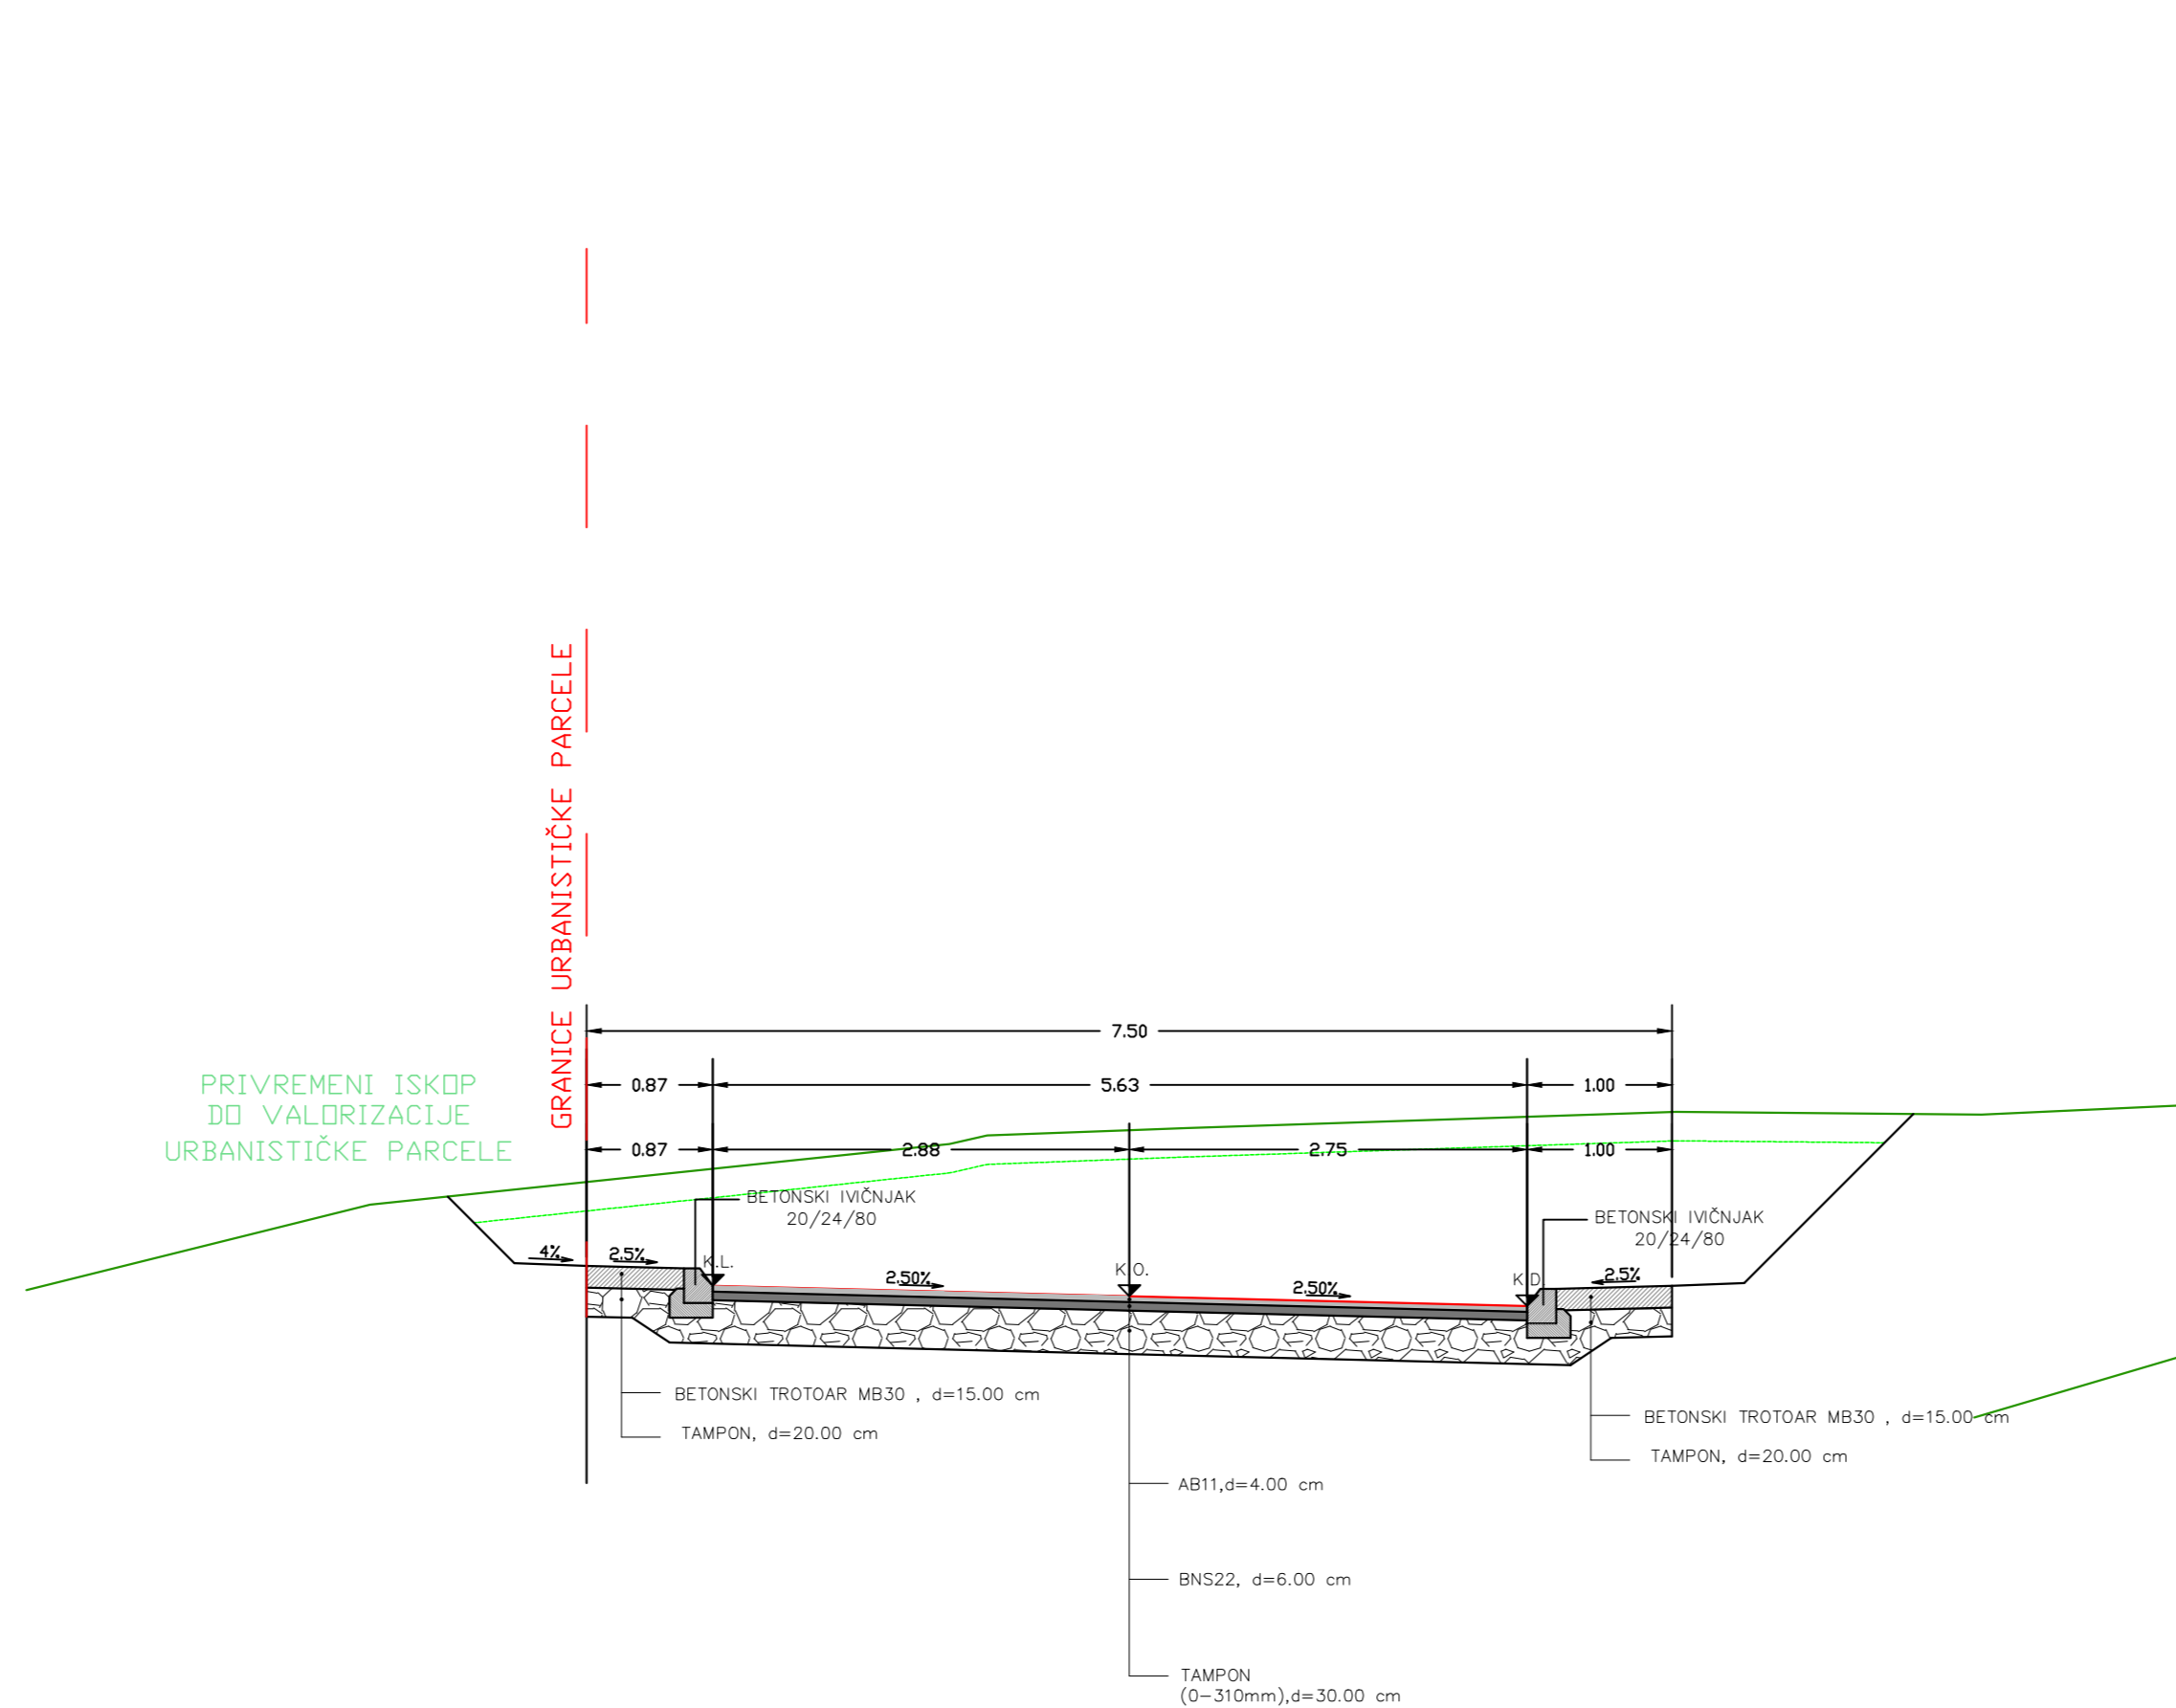 GRANICE URBANISTIČKE PARCELE
7.50
PRIVREMENI ISKOP
DO VALORIZACIJE
URBANISTIČKE PARCELE
0.87
5.63
1.00
0.87
2.88
2.75
1.00
BETONSKI IVIČNJAK
20/24/80
BETONSKI IVIČNJAK
20/24/80
4%
2.5%
K.L.
2.50%
K.O.
2.50%
K.D
2.5%
BETONSKI TROTOAR MB30 , d=15.00 cm
TAMPON, d=20.00 cm
BETONSKI TROTOAR MB30 , d=15.00 cm
TAMPON, d=20.00 cm
AB11,d=4.00 cm
BNS22, d=6.00 cm
TAMPON
(0-310mm),d=30.00 cm